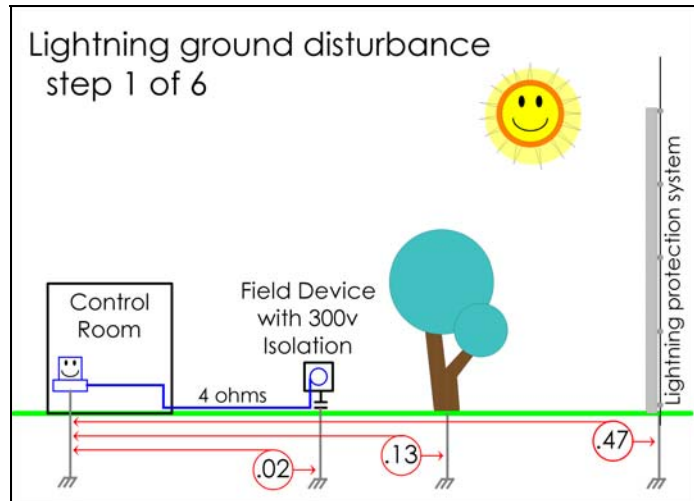 Lightning ground disturbance
step 1 of 6
Control
Room
Field Device
with 300v
Isolation
4 ohms
Lightning protection system
.02
.13
.47